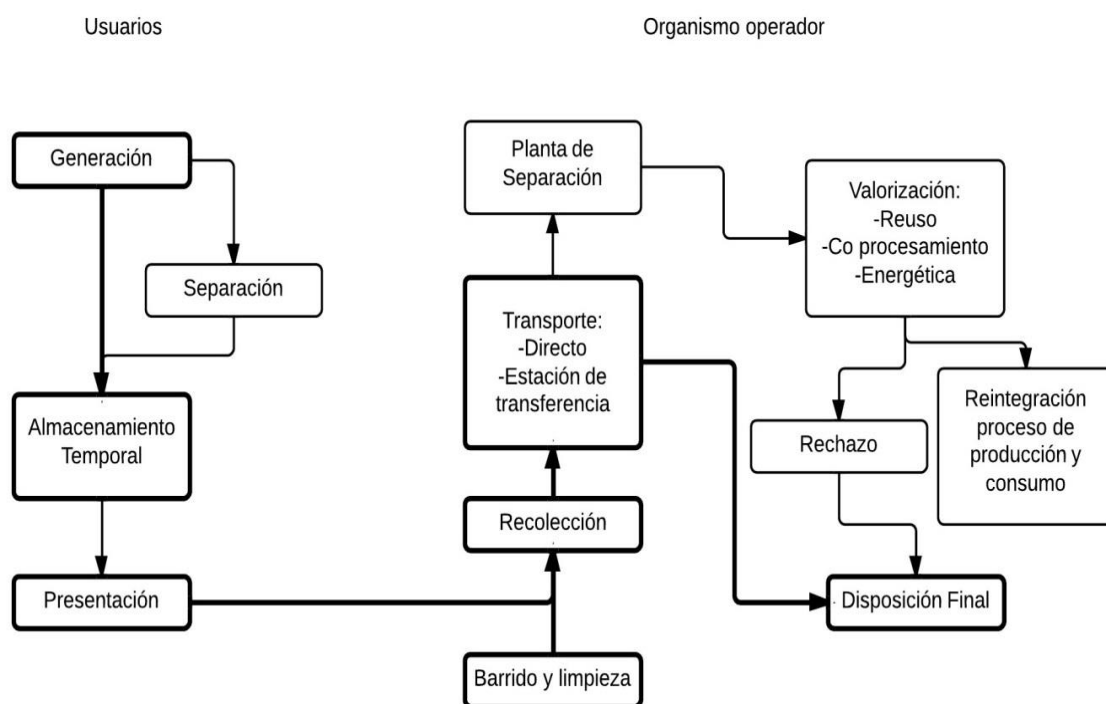 Usuarios
Organismo operador
Generación
Separación
Almacenamiento
Temporal
Presentación
Planta de
Separación
Transporte:
-Directo
-Estación de
transferencia
Recolección
Barrido y limpieza
Valorización:
-Reuso
-Co procesamiento
-Energética
Rechazo
Reintegración
proceso de
producción y
consumo
Disposición Final